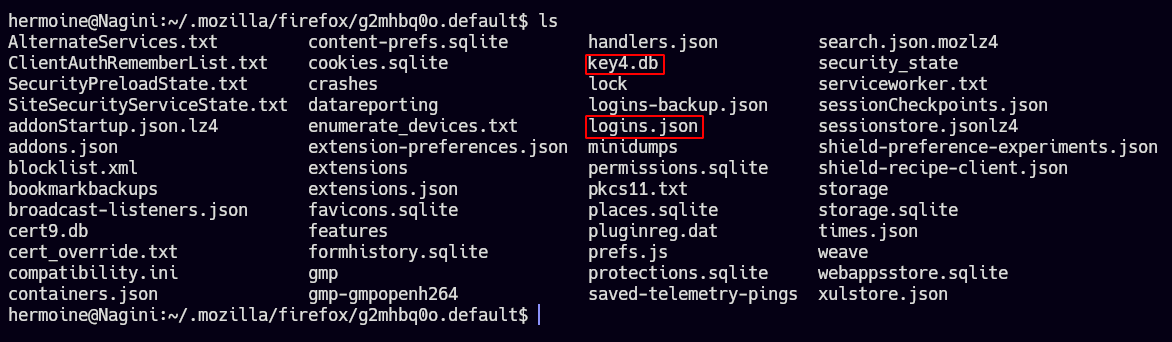 hermoine@Nagini:~/.mozilla/firefox/g2mhbq0o.default$ ls
AlternateServices.txt content-prefs.sqlite handlers.json search.json.mozlz4
ClientAuthRememberList.txt cookies.sqlite key4.db security_state
SecurityPreloadState.txt crashes lock serviceworker.txt
SiteSecurityServiceState.txt datareporting logins-backup.json sessionCheckpoints.json
addonStartup.json.lz4 enumerate_devices.txt logins.json sessionstore.jsonlz4
addons.json extension-preferences.json minidumps shield-preference-experiments.json
blocklist.xml extensions permissions.sqlite shield-recipe-client.json
bookmarkbackups extensions.json pkcs11.txt storage
broadcast-listeners.json favicons.sqlite places.sqlite storage.sqlite
cert9.db features pluginreg.dat times.json
cert_override.txt formhistory.sqlite prefs.js weave
compatibility.ini gmp protections.sqlite webappsstore.sqlite
containers.json gmp-gmpopenh264 saved-telemetry-pings xulstore.json
hermoine@Nagini:~/.mozilla/firefox/g2mhbq0o.default$